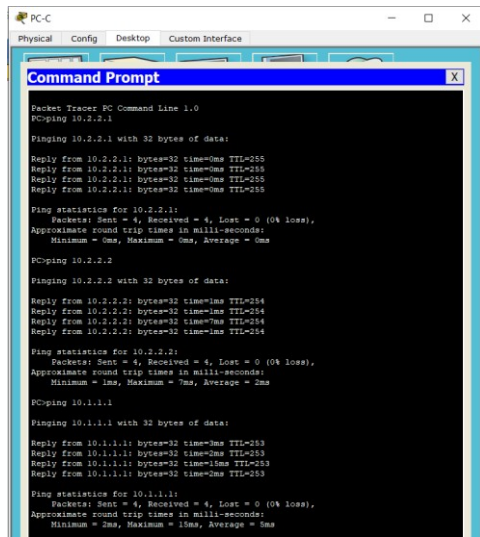 PC-C
Physical Config Desktop Custom Interface
Command Prompt
X
Packet Tracer PC Command Line 1.0
PC>ping 10.2.2.1
Pinging 10.2.2.1 with 32 bytes of data:
Reply from 10.2.2.1: bytes=32 time=0ms TTL=255
Reply from 10.2.2.1: bytes=32 time=0ms TTL=255
Reply from 10.2.2.1: bytes=32 time=0ms TTL=255
Reply from 10.2.2.1: bytes=32 time=0ms TTL=255
Ping statistics for 10.2.2.1:
Packets: Sent = 4, Received = 4, Lost = 0 (0% loss),
Approximate round trip times in milli-seconds:
Minimum = 0ms, Maximum = 0ms, Average = 0ms
PC>ping 10.2.2.2
Pinging 10.2.2.2 with 32 bytes of data:
Reply from 10.2.2.2: bytes=32 time=1ms TTL=254
Reply from 10.2.2.2: bytes=32 time=1ms TTL=254
Reply from 10.2.2.2: bytes=32 time=7ms TTL=254
Reply from 10.2.2.2: bytes=32 time=1ms TTL=254
Ping statistics for 10.2.2.2:
Packets: Sent = 4, Received = 4, Lost = 0 (0% loss),
Approximate round trip times in milli-seconds:
Minimum = 1ms, Maximum = 7ms, Average = 2ms
PC>ping 10.1.1.1
Pinging 10.1.1.1 with 32 bytes of data:
Reply from 10.1.1.1: bytes=32 time=3ms TTL=253
Reply from 10.1.1.1: bytes=32 time=2ms TTL=253
Reply from 10.1.1.1: bytes=32 time=15ms TTL=253
Reply from 10.1.1.1: bytes=32 time=2ms TTL=253
Ping statistics for 10.1.1.1:
Packets: Sent = 4, Received = 4, Lost = 0 (0% loss),
Approximate round trip times in milli-seconds:
Minimum = 2ms, Maximum = 15ms, Average = 5ms